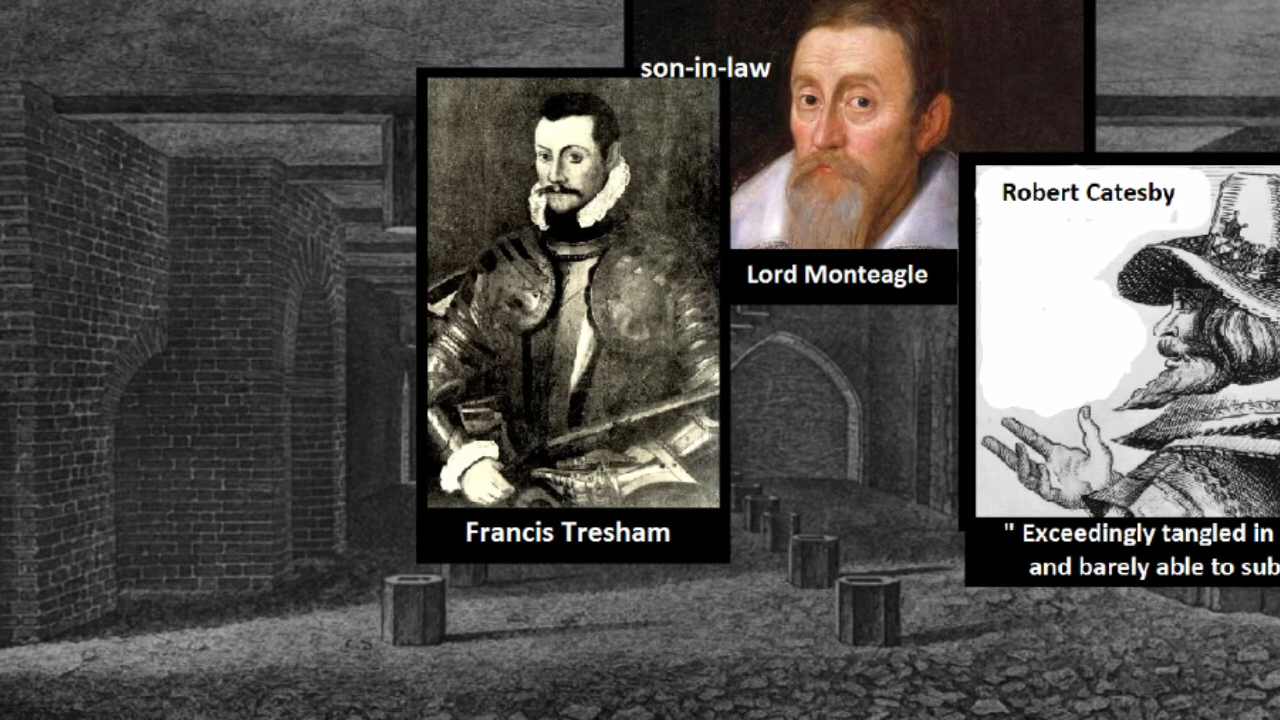 son-in-law
Robert Catesby
Lord Monteagle
Francis Tresham
" Exceedingly tangled in
and barely able to sub